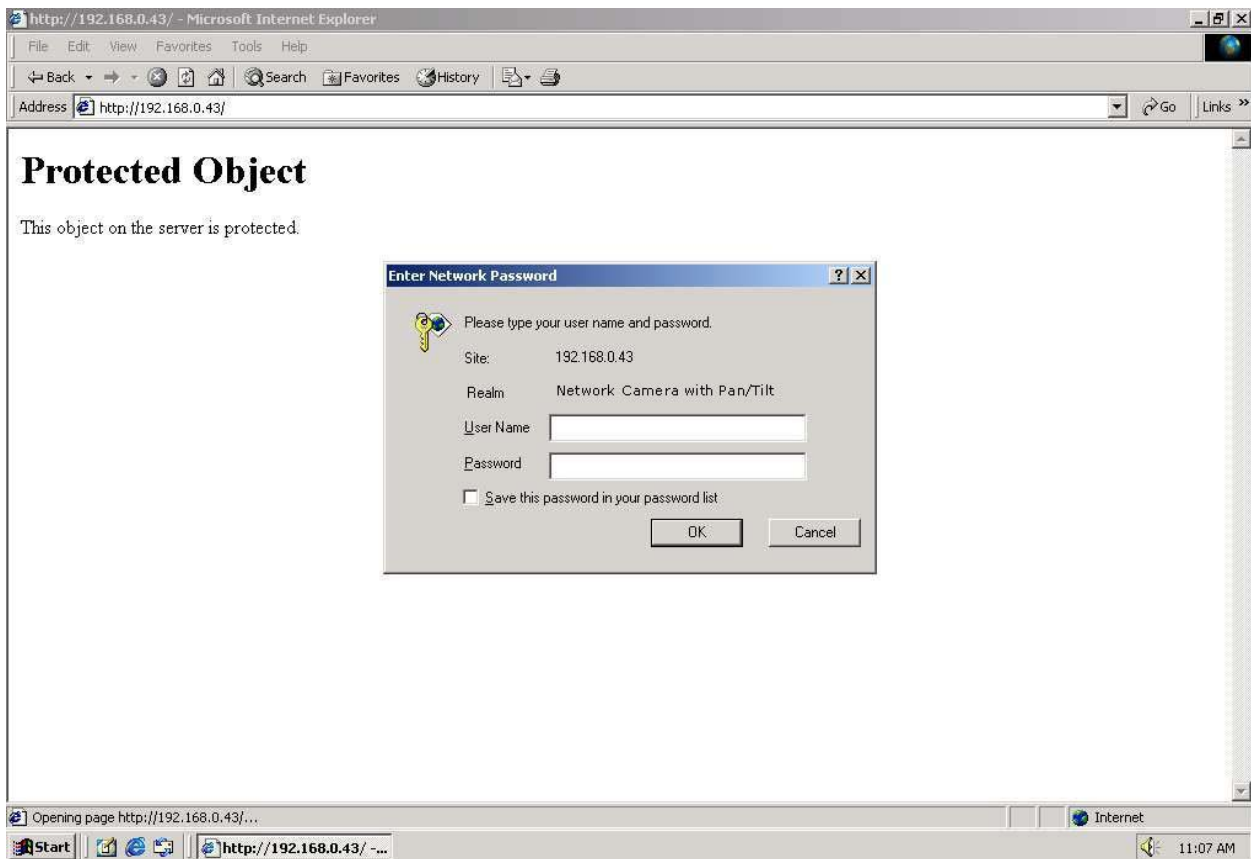 http://192.168.0.43/ - Microsoft Internet Explorer
File Edit View Favorites Tools Help
Back Search Favorites History
Address http://192.168.0.43/ Go Links »
Protected Object
This object on the server is protected.
Enter Network Password
Please type your user name and password.
Site: 192.168.0.43
Realm Network Camera with Pan/Tilt
User Name
Password
Save this password in your password list
OK Cancel
Opening page http://192.168.0.43/... Internet
Start http://192.168.0.43/ -... 11:07 AM